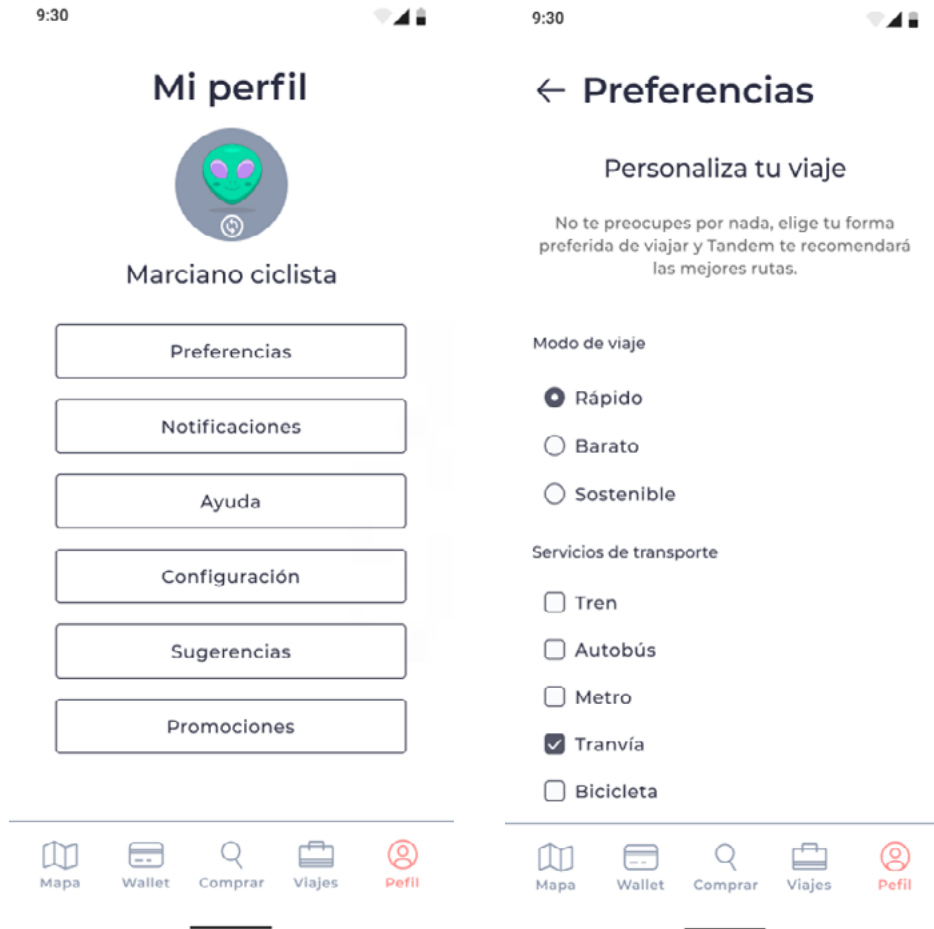 9:30
Mi perfil
Marciano ciclista
Preferencias
Notificaciones
Ayuda
Configuración
Sugerencias
Promociones
Mapa
Wallet
Comprar
Viajes
Pefil
9:30
Preferencias
Personaliza tu viaje
No te preocupes por nada, elige tu forma
preferida de viajar y Tandem te recomendará
las mejores rutas.
Modo de viaje
Rápido
Barato
Sostenible
Servicios de transporte
Tren
Autobús
Metro
Tranvía
Bicicleta
Mapa
Wallet
Comprar
Viajes
Pefil